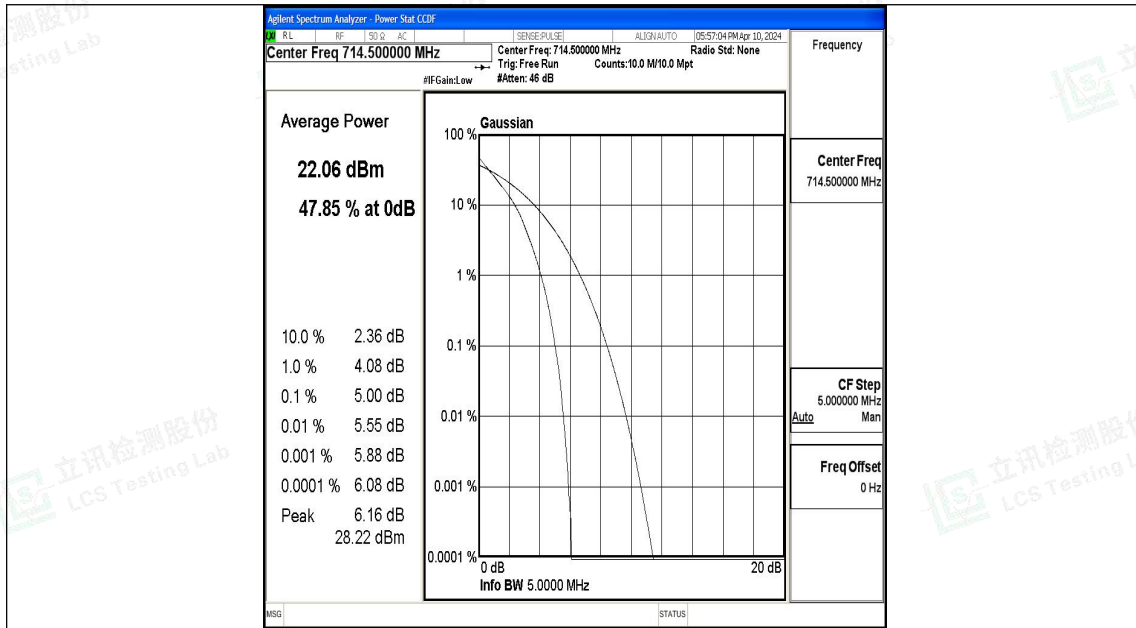 Agilent Spectrum Analyzer - Power Stat CCDF
RL RF 50 Ω AC SENSE:PULSE ALIGN AUTO 05:57:04 PM Apr 10, 2024
Center Freq 714.500000 MHz
Center Freq: 714.500000 MHz Radio Std: None
Trig: Free Run Counts:10.0 M/10.0 Mpt
#IFGain:Low #Atten: 46 dB
Frequency
Average Power
22.06 dBm
47.85 % at 0dB
10.0 % 2.36 dB
1.0 % 4.08 dB
0.1 % 5.00 dB
0.01 % 5.55 dB
0.001 % 5.88 dB
0.0001 % 6.08 dB
Peak 6.16 dB
28.22 dBm
Gaussian
100 %
10 %
1 %
0.1 %
0.01 %
0.001 %
0.0001 %
0 dB 20 dB
Info BW 5.0000 MHz
Center Freq
714.500000 MHz
CF Step
5.000000 MHz
Auto Man
Freq Offset
0 Hz
MSG STATUS
立讯检测股份
LCS Testing Lab
立讯检测股份
LCS Testing L